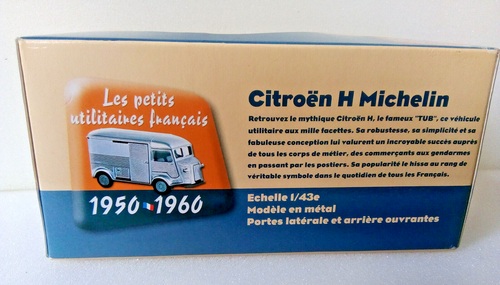 Les petits
utilitaires français
1950 1960
Citroën H Michelin
Retrouvez le mythique Citroën H, le fameux "TUB", ce véhicule
utilitaire aux mille facettes. Sa robustesse, sa simplicité et sa
fabuleuse conception lui valurent un incroyable succès auprès
de tous les corps de métier, des commerçants aux gendarmes
en passant par les postiers. Sa popularité le hissa au rang de
véritable symbole dans le quotidien de tous les Français.
Echelle 1/43e
Modèle en métal
Portes latérale et arrière ouvrantes